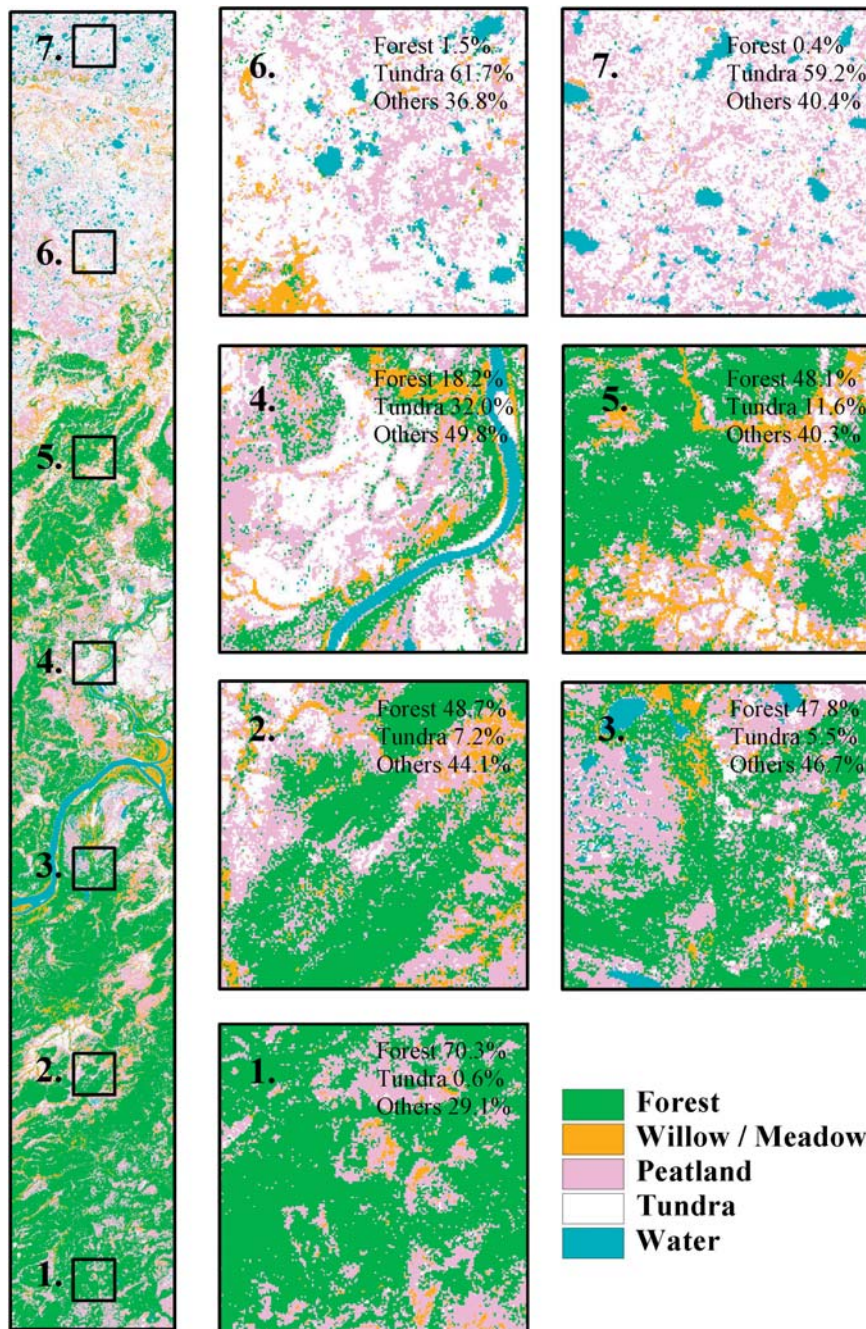 7.
6.
5.
4.
3.
2.
1.
6.
Forest 1.5%
Tundra 61.7%
Others 36.8%
7.
Forest 0.4%
Tundra 59.2%
Others 40.4%
4.
Forest 18.2%
Tundra 32.0%
Others 49.8%
5.
Forest 48.1%
Tundra 11.6%
Others 40.3%
2.
Forest 48.7%
Tundra 7.2%
Others 44.1%
3.
Forest 47.8%
Tundra 5.5%
Others 46.7%
1.
Forest 70.3%
Tundra 0.6%
Others 29.1%
Forest
Willow / Meadow
Peatland
Tundra
Water